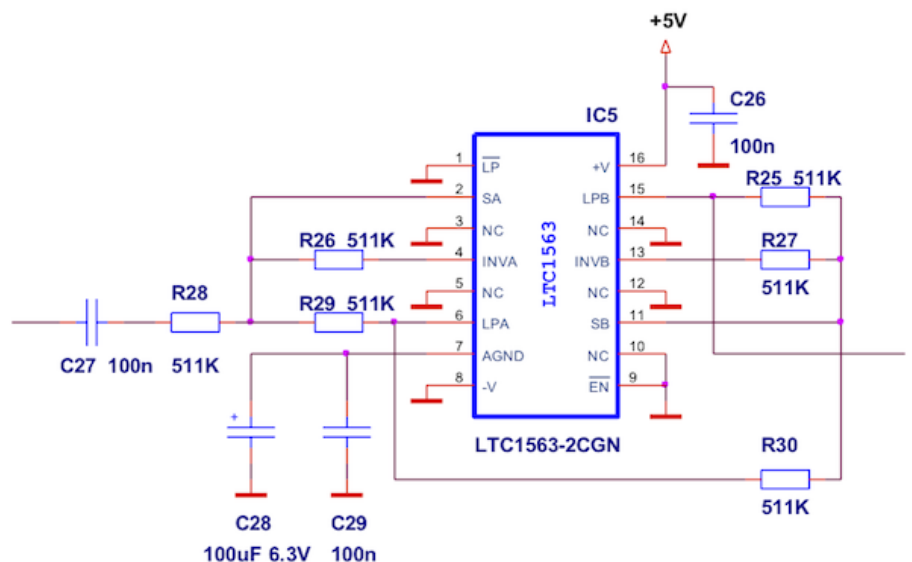 +5V
C26
100n
IC5
1 LP +V 16
2 SA LPB 15
R25 511K
3 NC NC 14
R26 511K
4 INVA INVB 13
R27
511K
5 NC NC 12
R28
R29 511K
6 LPA SB 11
C27 100n 511K
7 AGND NC 10
8 -V EN 9
LTC1563
LTC1563-2CGN
R30
511K
+
C28
100uF 6.3V
C29
100n